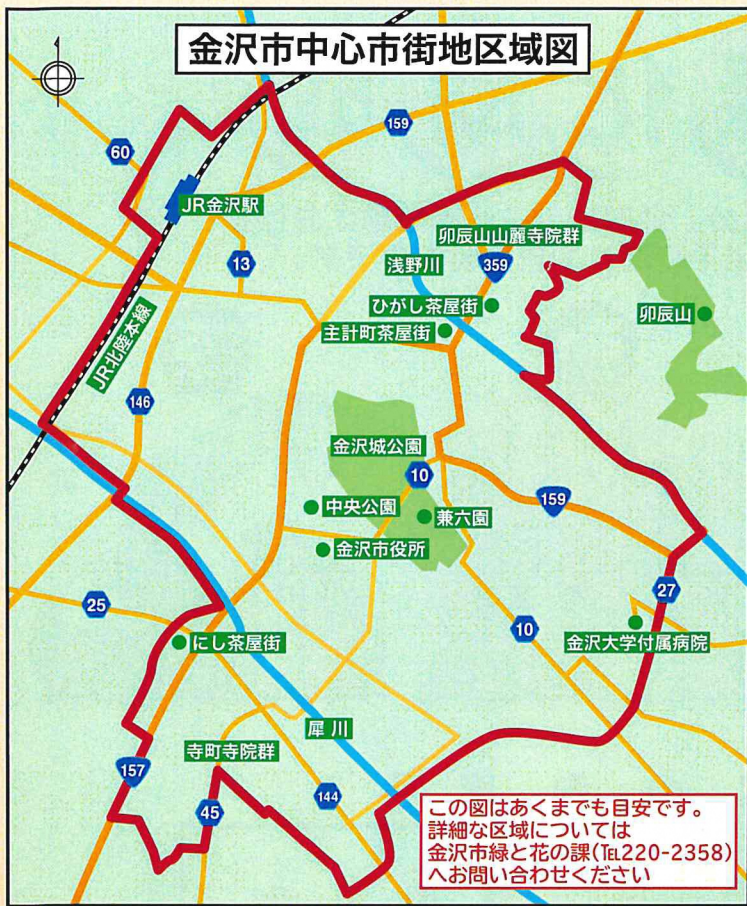 金沢市中心市街地区域図
60
159
JR金沢駅
卯辰山山麓寺院群
浅野川
359
13
ひがし茶屋街
卯辰山
主計町茶屋街
JR北陸本線
146
金沢城公園
10
159
中央公園
兼六園
金沢市役所
25
27
10
にし茶屋街
金沢大学付属病院
犀川
寺町寺院群
157
45
144
この図はあくまでも目安です。
詳細な区域については
金沢市緑と花の課(℡220-2358)
へお問い合わせください